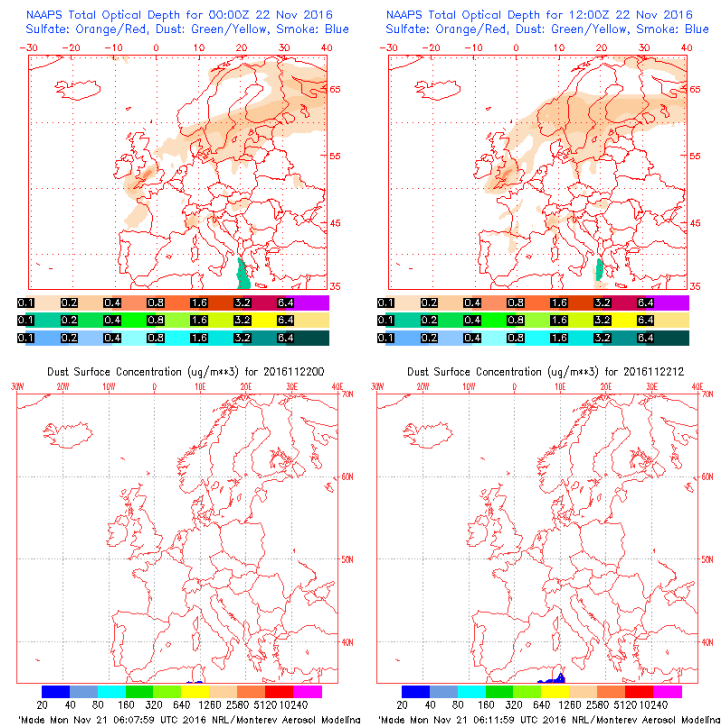 NAAPS Total Optical Depth for 00:00Z 22 Nov 2016
Sulfate: Orange/Red, Dust: Green/Yellow, Smoke: Blue
-30 -20 -10 0 10 20 30 40
65
55
45
35
0.1 0.2 0.4 0.8 1.6 3.2 6.4
0.1 0.2 0.4 0.8 1.6 3.2 6.4
0.1 0.2 0.4 0.8 1.6 3.2 6.4
NAAPS Total Optical Depth for 12:00Z 22 Nov 2016
Sulfate: Orange/Red, Dust: Green/Yellow, Smoke: Blue
-30 -20 -10 0 10 20 30 40
65
55
45
35
0.1 0.2 0.4 0.8 1.6 3.2 6.4
0.1 0.2 0.4 0.8 1.6 3.2 6.4
0.1 0.2 0.4 0.8 1.6 3.2 6.4
Dust Surface Concentration (ug/m**3) for 2016112200
30W 20W 10W 0 10E 20E 30E 40E
70N
60N
50N
40N
20 40 80 160 320 640 1280 2560 5120 10240
'Made Mon Nov 21 06:07:59 UTC 2016 NRL/Monterey Aerosol Modeling
Dust Surface Concentration (ug/m**3) for 2016112212
30W 20W 10W 0 10E 20E 30E 40E
70N
60N
50N
40N
20 40 80 160 320 640 1280 2560 5120 10240
'Made Mon Nov 21 06:11:59 UTC 2016 NRL/Monterey Aerosol Modeling